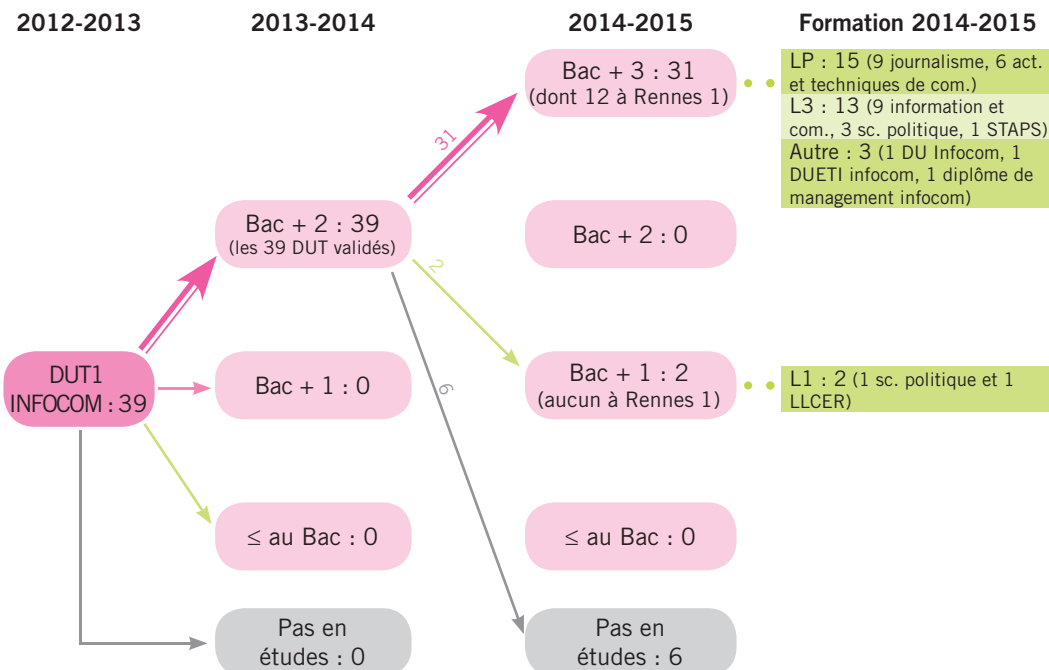 2012-2013
2013-2014
2014-2015
Formation 2014-2015
DUT1
INFOCOM : 39
Bac + 2 : 39
(les 39 DUT validés)
Bac + 1 : 0
≤ au Bac : 0
Pas en
études : 0
31
2
6
Bac + 3 : 31
(dont 12 à Rennes 1)
Bac + 2 : 0
Bac + 1 : 2
(aucun à Rennes 1)
≤ au Bac : 0
Pas en
études : 6
LP : 15 (9 journalisme, 6 act.
et techniques de com.)
L3 : 13 (9 information et
com., 3 sc. politique, 1 STAPS)
Autre : 3 (1 DU Infocom, 1
DUETI infocom, 1 diplôme de
management infocom)
L1 : 2 (1 sc. politique et 1
LLCER)